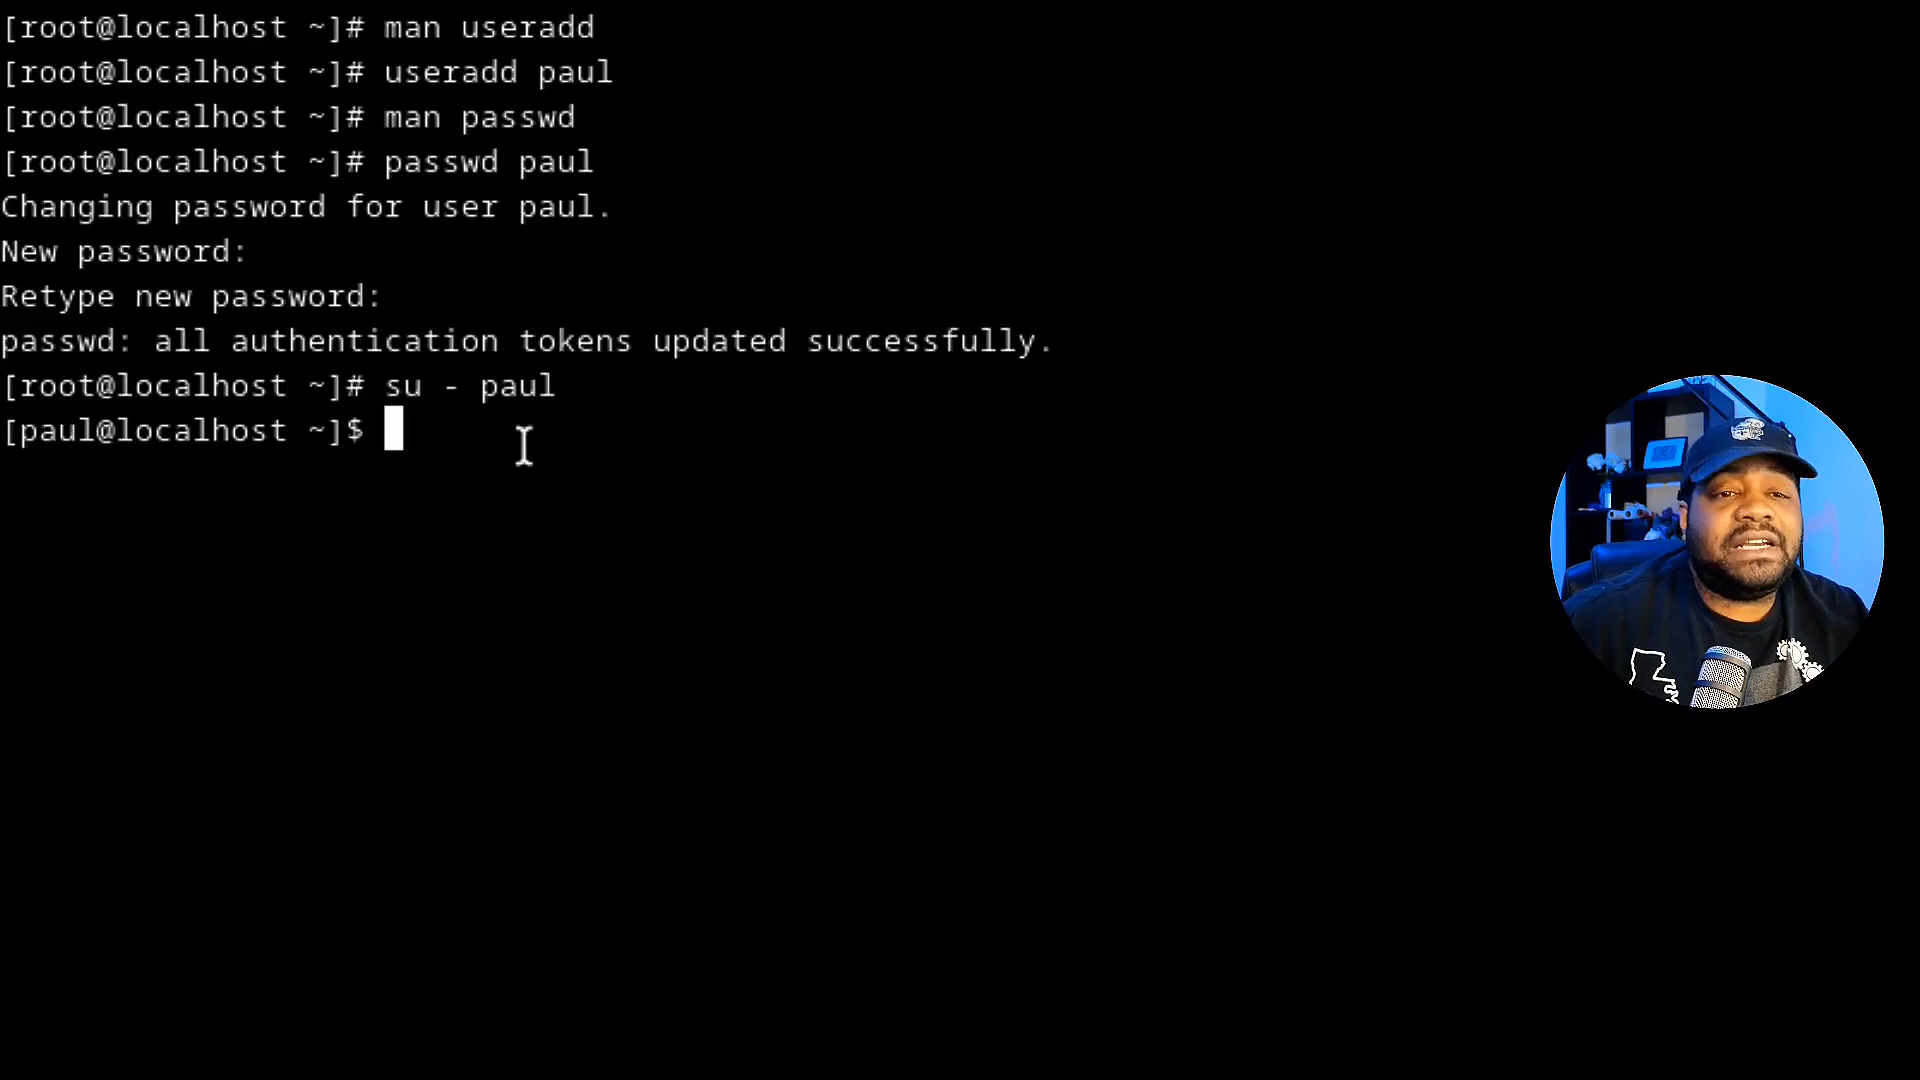 [root@localhost ~]# man useradd
[root@localhost ~]# useradd paul
[root@localhost ~]# man passwd
[root@localhost ~]# passwd paul
Changing password for user paul.
New password:
Retype new password:
passwd: all authentication tokens updated successfully.
[root@localhost ~]# su - paul
[paul@localhost ~]$